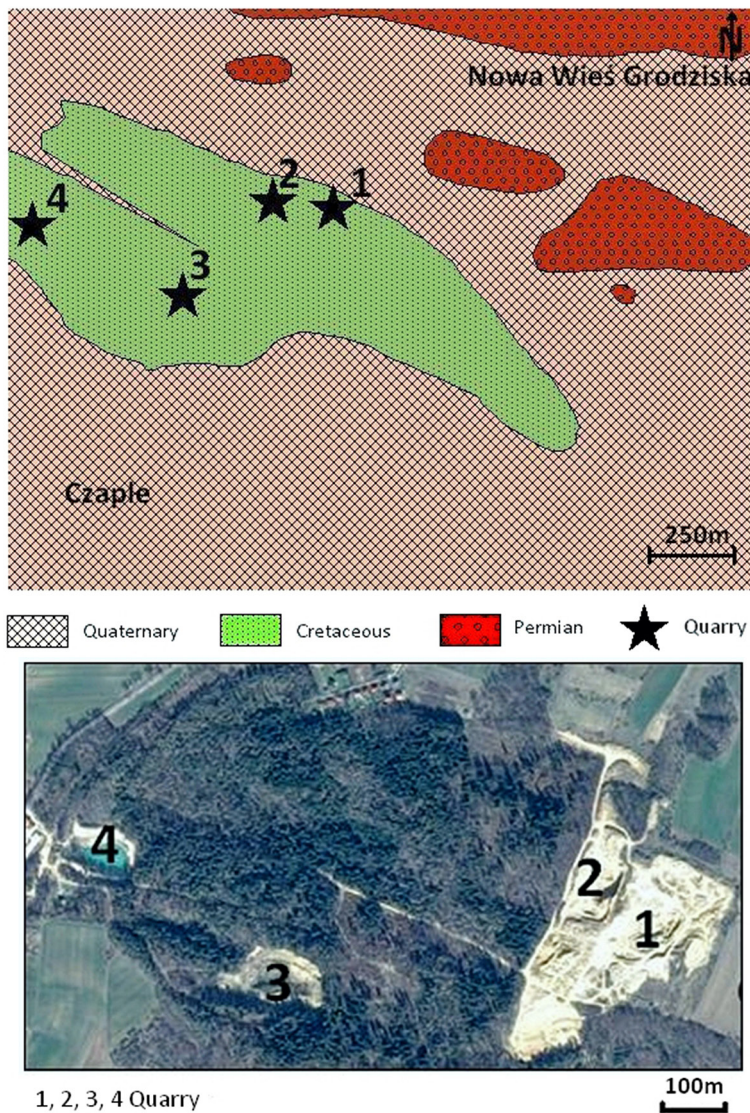 N
Nowa Wieś Grodziska
2
1
4
3
Czaple
250m
Quaternary
Cretaceous
Permian
Quarry
4
2
1
3
1, 2, 3, 4 Quarry
100m